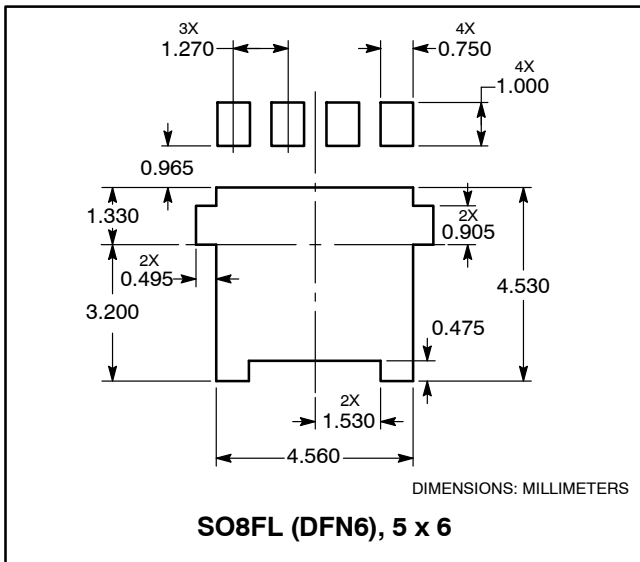 3X
1.270
4X
0.750
4X
1.000
0.965
1.330
2X
0.905
2X
0.495
3.200
4.530
0.475
2X
1.530
4.560
DIMENSIONS: MILLIMETERS
SO8FL (DFN6), 5 x 6